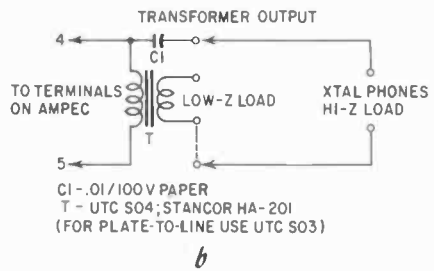 TRANSFORMER OUTPUT
4
C1
TO TERMINALS
ON AMPEC
LOW-Z LOAD
XTAL PHONES
HI-Z LOAD
T
5
C1-.01/100V PAPER
T - UTC SO4; STANCOR HA-201
(FOR PLATE-TO-LINE USE UTC SO3)
b